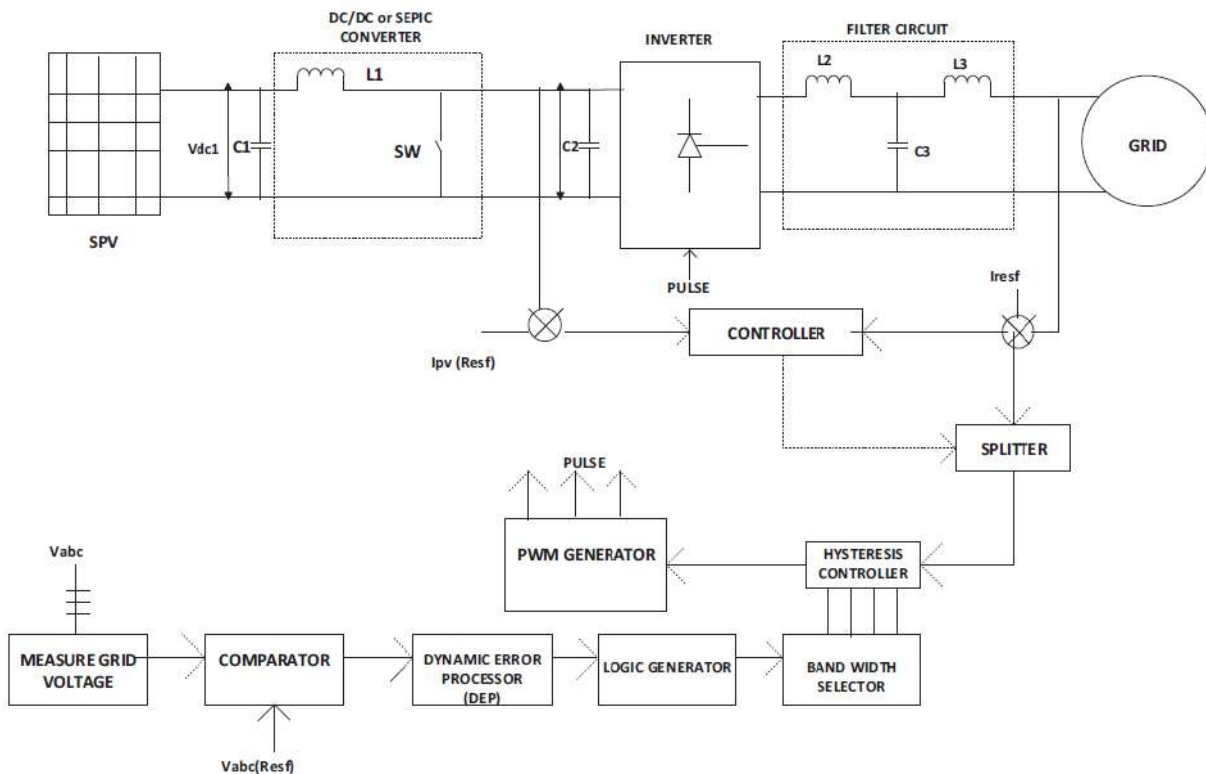 DC/DC or SEPIC
CONVERTER
INVERTER
FILTER CIRCUIT
L1
L2
L3
Vdc1
C1
SW
C2
C3
GRID
SPV
PULSE
Iresf
CONTROLLER
Ipv (Resf)
SPLITTER
PULSE
PWM GENERATOR
HYSTERESIS
CONTROLLER
Vabc
MEASURE GRID
VOLTAGE
COMPARATOR
DYNAMIC ERROR
PROCESSOR
(DEP)
LOGIC GENERATOR
BAND WIDTH
SELECTOR
Vabc(Resf)